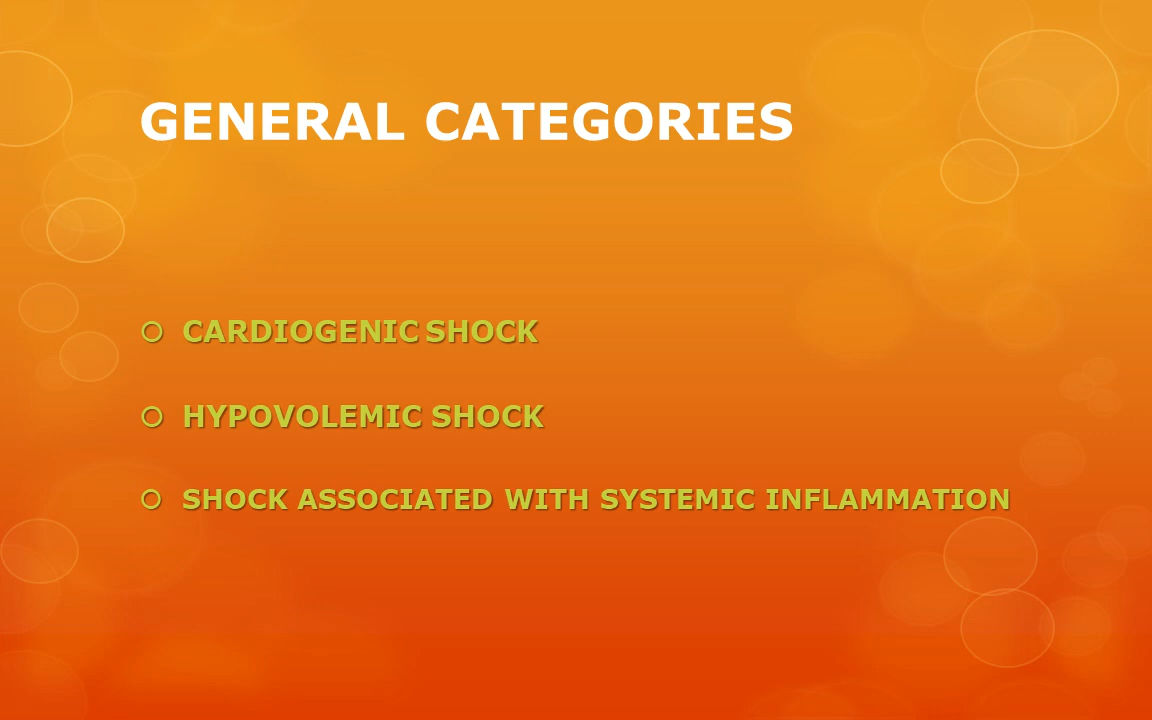 GENERAL CATEGORIES
CARDIOGENIC SHOCK
HYPOVOLEMIC SHOCK
SHOCK ASSOCIATED WITH SYSTEMIC INFLAMMATION